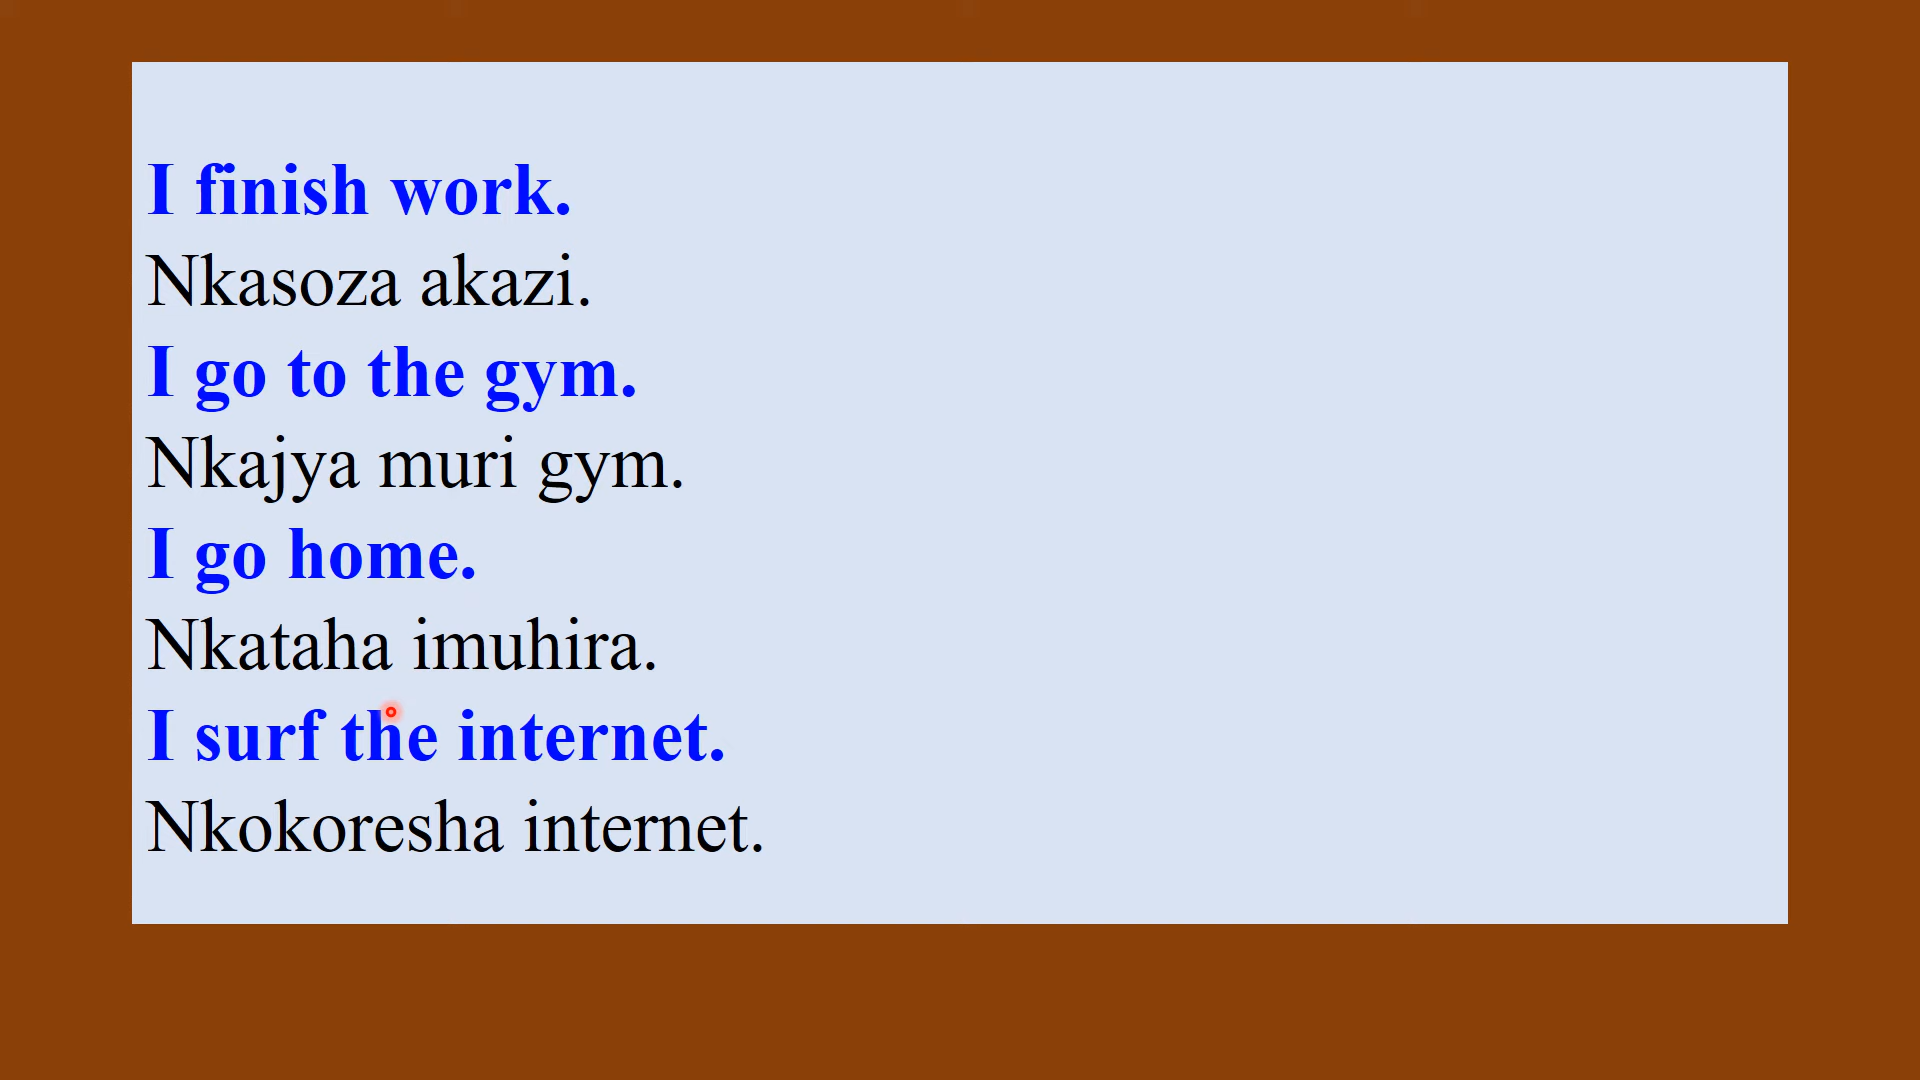 I finish work.
Nkasoza akazi.
I go to the gym.
Nkajya muri gym.
I go home.
Nkataha imuhira.
I surf the internet.
Nkokoresha internet.